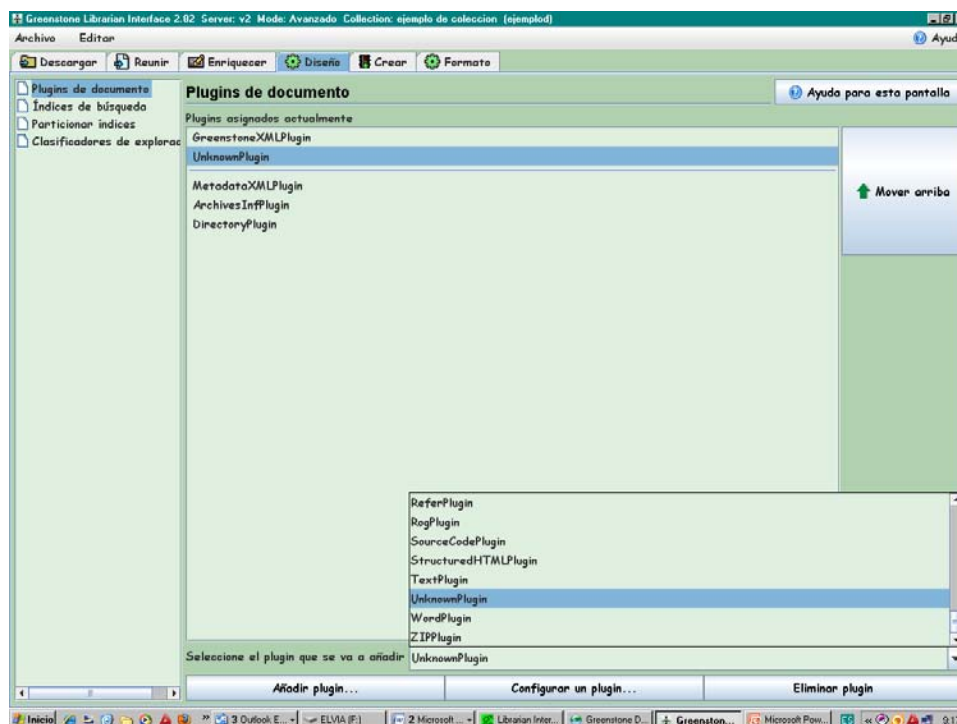 Greenstone Librarian Interface 2.82 Server: v2 Mode: Avanzado Collection: ejemplo de coleccion (ejemplod)
Archivo Editar Ayud
Descargar Reunir Enriquecer Diseño Crear Formato
Plugins de documento
Índices de búsqueda
Particionar índices
Clasificadores de explorac
Plugins de documento
Ayuda para esta pantalla
Plugins asignados actualmente
GreenstoneXMLPlugin
UnknownPlugin
MetadataXMLPlugin
ArchivesInfPlugin
DirectoryPlugin
Mover arriba
ReferPlugin
RogPlugin
SourceCodePlugin
StructuredHTMLPlugin
TextPlugin
UnknownPlugin
WordPlugin
ZIPPlugin
Seleccione el plugin que se va a añadir UnknownPlugin
Añadir plugin... Configurar un plugin... Eliminar plugin
Inicio 3 Outlook E... ELVIA (F:) 2 Microsoft ... Librarian Inter... Greenstone D... Greenston... Microsoft Pow... ES